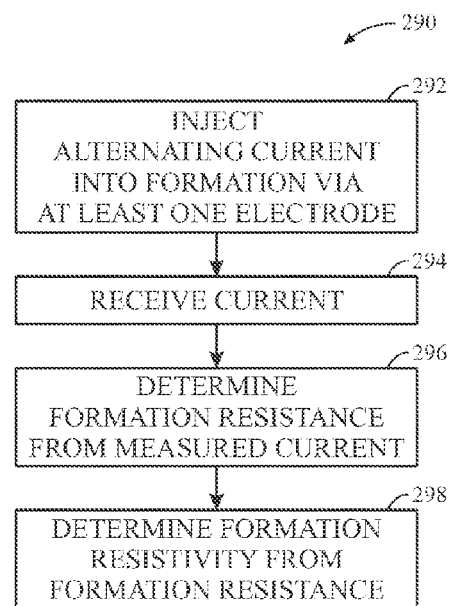 290
292
INJECT
ALTERNATING CURRENT
INTO FORMATION VIA
AT LEAST ONE ELECTRODE
294
RECEIVE CURRENT
296
DETERMINE
FORMATION RESISTANCE
FROM MEASURED CURRENT
298
DETERMINE FORMATION
RESISTIVITY FROM
FORMATION RESISTANCE